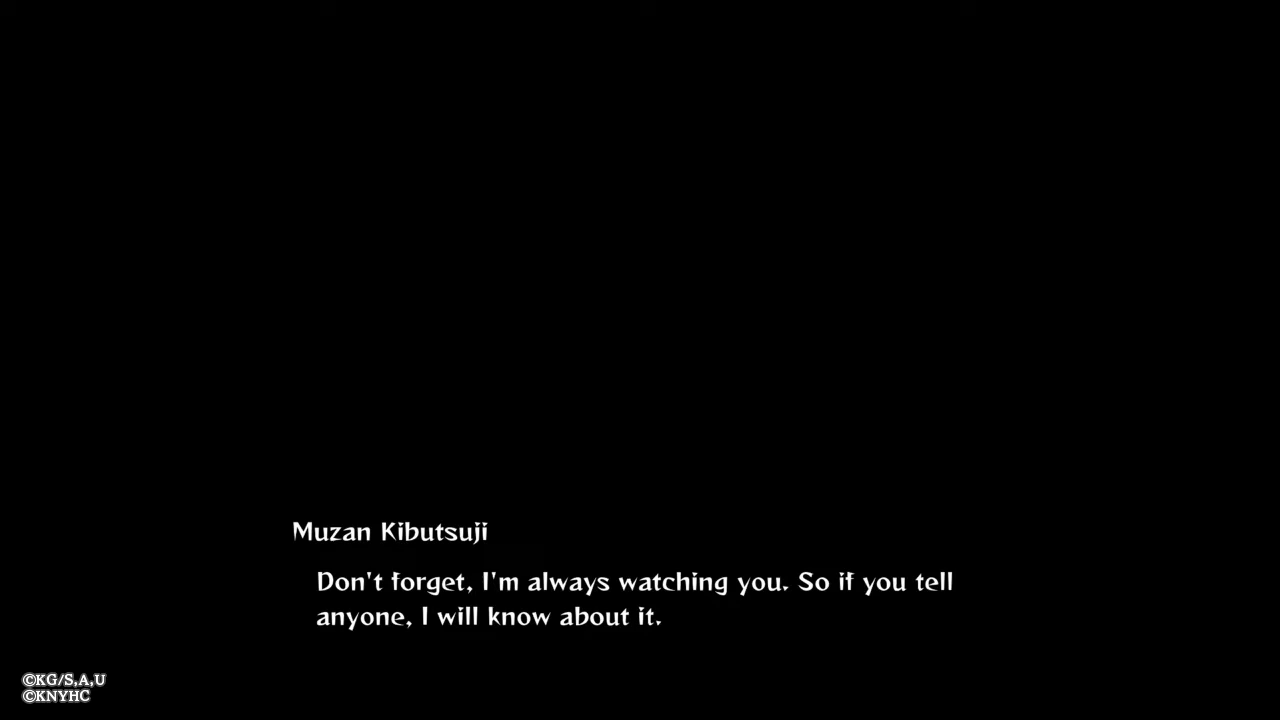 Muzan Kibutsuji
Don't forget, I'm always watching you. So if you tell
anyone, I will know about it.
©KG/S,A,U
©KNYHC